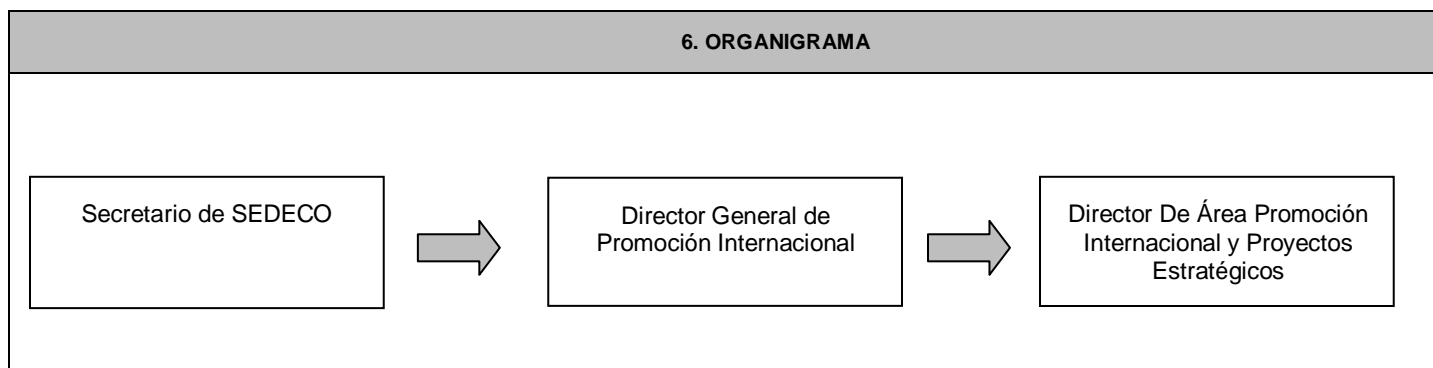 6. ORGANIGRAMA
Secretario de SEDECO
Director General de
Promoción Internacional
Director De Área Promoción
Internacional y Proyectos
Estratégicos